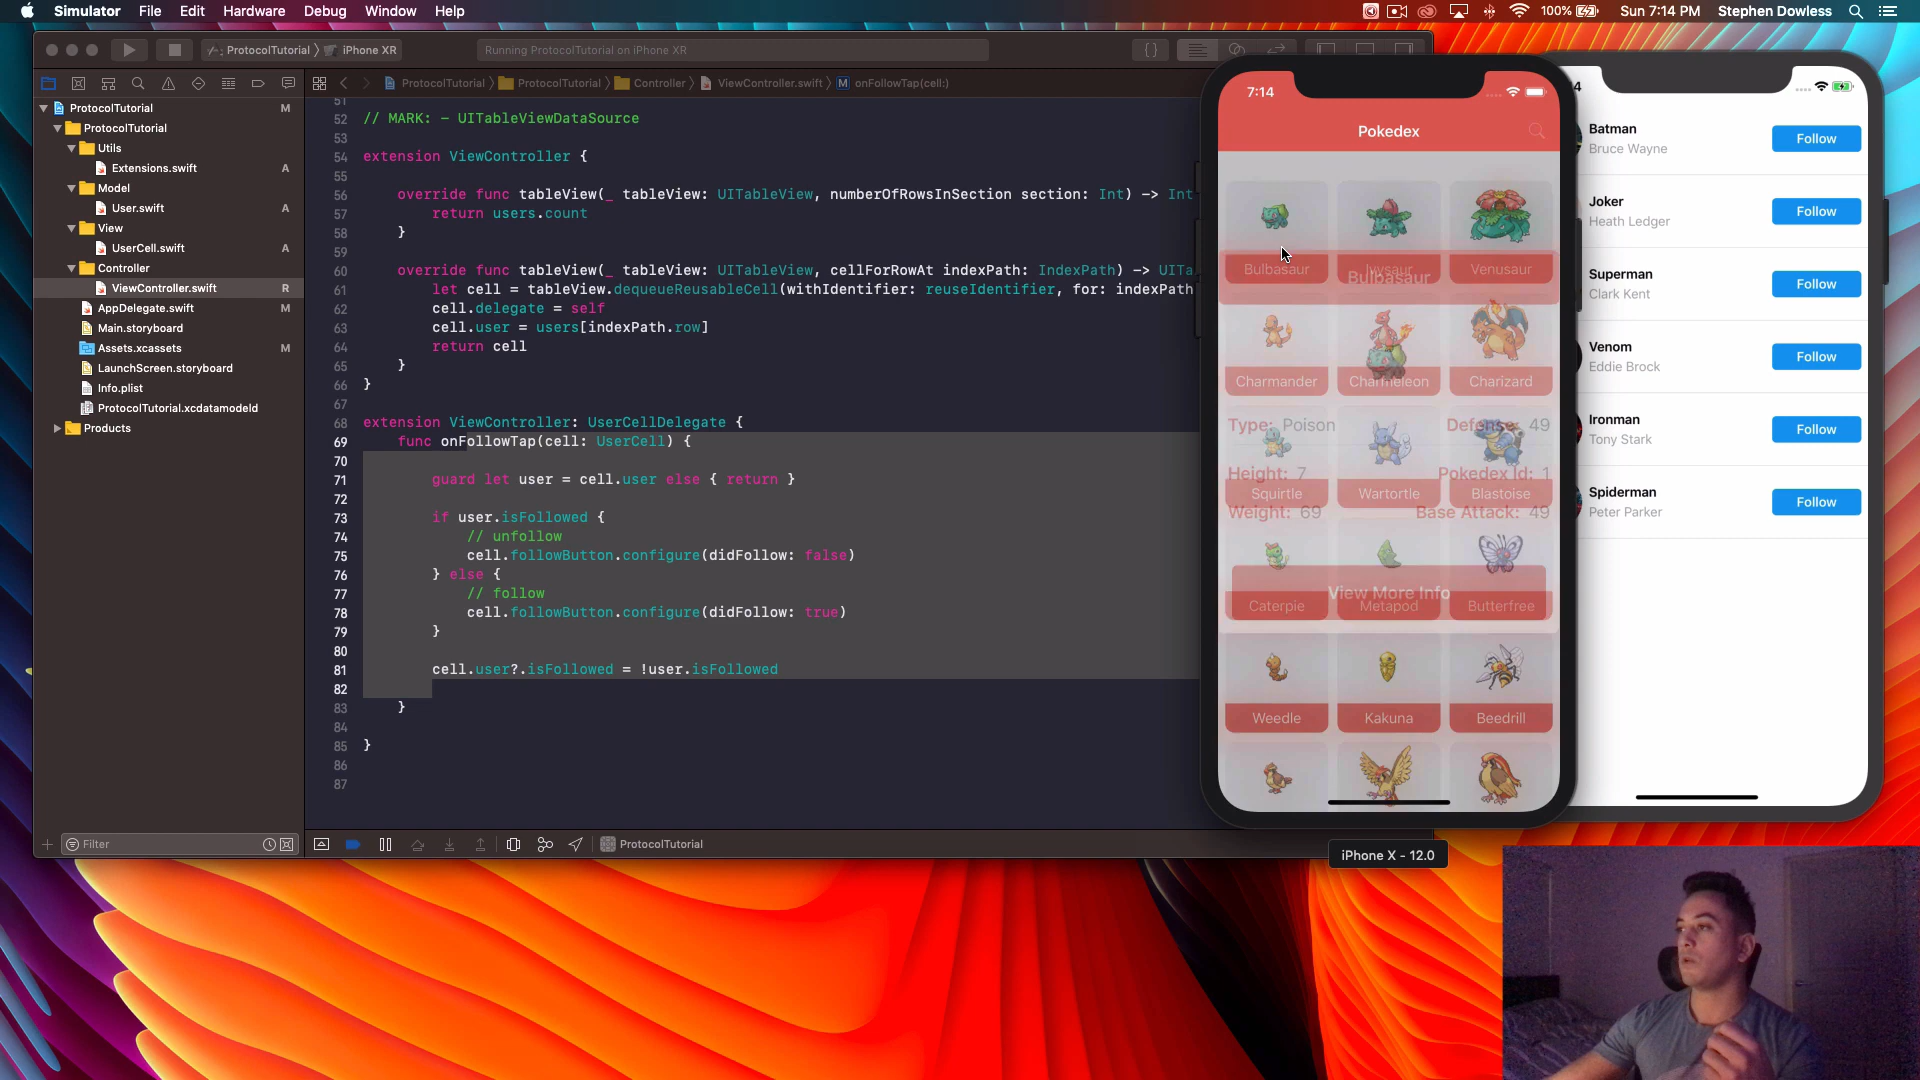 Simulator File Edit Hardware Debug Window Help
100% Sun 7:14 PM Stephen Dowless
ProtocolTutorial iPhone XR
Running ProtocolTutorial on iPhone XR
ProtocolTutorial ProtocolTutorial Controller ViewController.swift M onFollowTap(cell:)
ProtocolTutorial M
ProtocolTutorial
Utils
Extensions.swift A
Model
User.swift A
View
UserCell.swift A
Controller
ViewController.swift R
AppDelegate.swift M
Main.storyboard
Assets.xcassets M
LaunchScreen.storyboard
Info.plist
ProtocolTutorial.xcdatamodeld
Products
Filter
51
52 // MARK: - UITableViewDataSource
53
54 extension ViewController {
55
56 override func tableView(_ tableView: UITableView, numberOfRowsInSection section: Int) -> Int
57 return users.count
58 }
59
60 override func tableView(_ tableView: UITableView, cellForRowAt indexPath: IndexPath) -> UITa
61 let cell = tableView.dequeueReusableCell(withIdentifier: reuseIdentifier, for: indexPath
62 cell.delegate = self
63 cell.user = users[indexPath.row]
64 return cell
65 }
66 }
67
68 extension ViewController: UserCellDelegate {
69 func onFollowTap(cell: UserCell) {
70
71 guard let user = cell.user else { return }
72
73 if user.isFollowed {
74 // unfollow
75 cell.followButton.configure(didFollow: false)
76 } else {
77 // follow
78 cell.followButton.configure(didFollow: true)
79 }
80
81 cell.user?.isFollowed = !user.isFollowed
82
83 }
84
85 }
86
87
ProtocolTutorial
7:14
Pokedex
Bulbasaur Ivysaur Venusaur
Bulbasaur
Charmander Charmeleon Charizard
Type: Poison Defense: 49
Height: 7 Pokedex Id: 1
Squirtle Wartortle Blastoise
Weight: 69 Base Attack: 49
View More Info
Caterpie Metapod Butterfree
Weedle Kakuna Beedrill
iPhone X - 12.0
4
Batman
Bruce Wayne
Follow
Joker
Heath Ledger
Follow
Superman
Clark Kent
Follow
Venom
Eddie Brock
Follow
Ironman
Tony Stark
Follow
Spiderman
Peter Parker
Follow